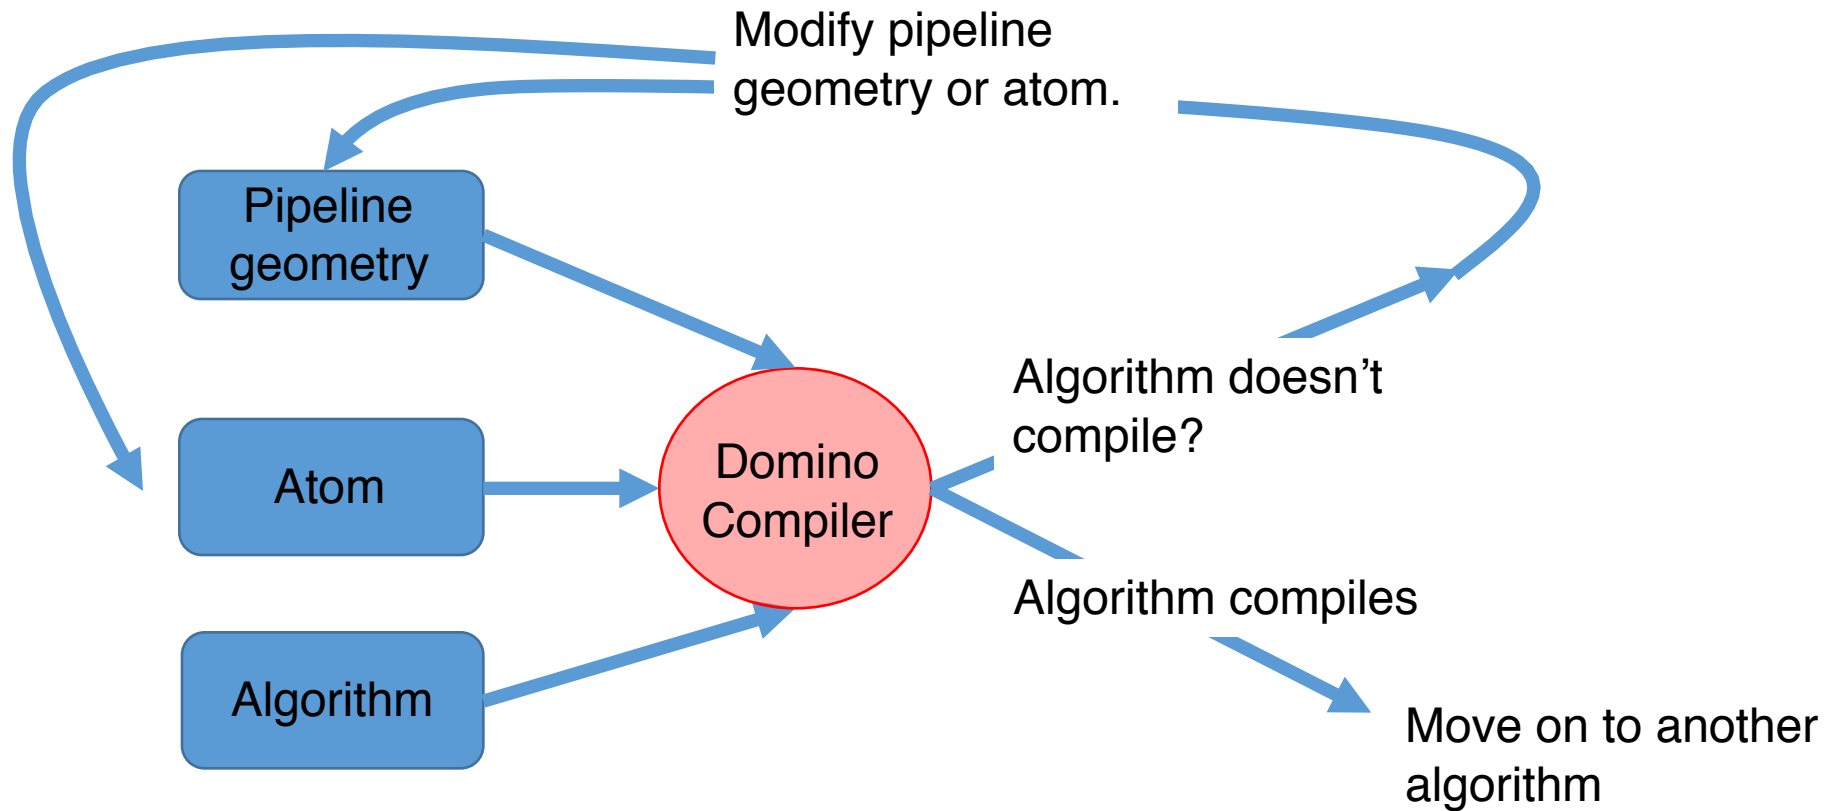 Modify pipeline
geometry or atom.
Pipeline
geometry
Atom
Algorithm
Domino
Compiler
Algorithm doesn’t
compile?
Algorithm compiles
Move on to another
algorithm